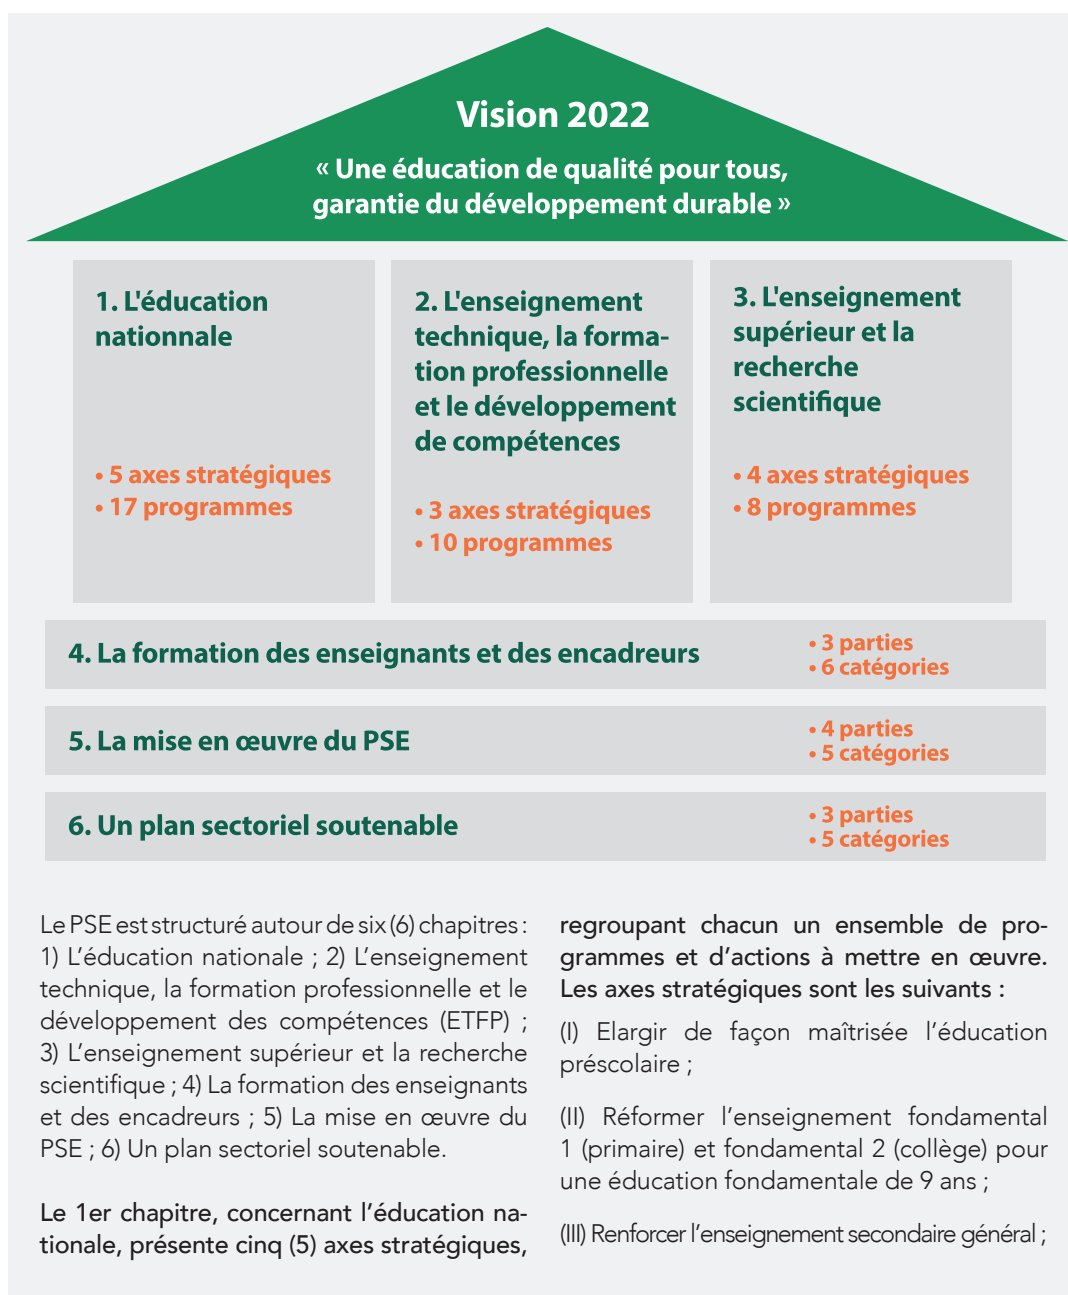 Vision 2022
« Une éducation de qualité pour tous,
garantie du développement durable »
1. L'éducation
nationnale
• 5 axes stratégiques
• 17 programmes
2. L'enseignement
technique, la forma-
tion professionnelle
et le développement
de compétences
• 3 axes stratégiques
• 10 programmes
3. L'enseignement
supérieur et la
recherche
scientifique
• 4 axes stratégiques
• 8 programmes
4. La formation des enseignants et des encadreurs
• 3 parties
• 6 catégories
5. La mise en œuvre du PSE
• 4 parties
• 5 catégories
6. Un plan sectoriel soutenable
• 3 parties
• 5 catégories
Le PSE est structuré autour de six (6) chapitres :
1) L’éducation nationale ; 2) L’enseignement
technique, la formation professionnelle et le
développement des compétences (ETFP) ;
3) L’enseignement supérieur et la recherche
scientifique ; 4) La formation des enseignants
et des encadreurs ; 5) La mise en œuvre du
PSE ; 6) Un plan sectoriel soutenable.
Le 1er chapitre, concernant l’éducation na-
tionale, présente cinq (5) axes stratégiques,
regroupant chacun un ensemble de pro-
grammes et d’actions à mettre en œuvre.
Les axes stratégiques sont les suivants :
(I) Elargir de façon maîtrisée l’éducation
préscolaire ;
(II) Réformer l’enseignement fondamental
1 (primaire) et fondamental 2 (collège) pour
une éducation fondamentale de 9 ans ;
(III) Renforcer l’enseignement secondaire général ;